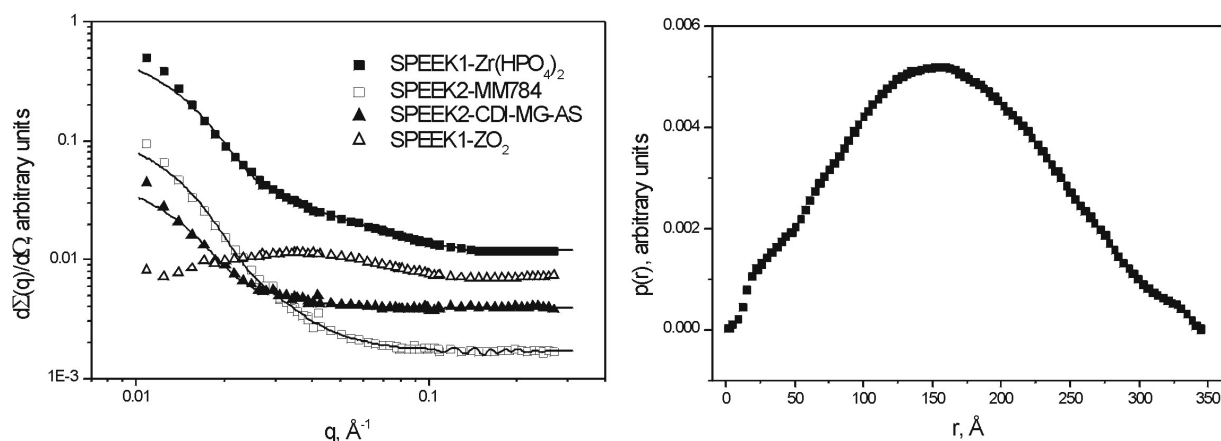 1
0.1
0.01
1E-3
dΣ(q)/dΩ, arbitrary units
SPEEK1-Zr(HPO₄)₂
SPEEK2-MM784
SPEEK2-CDI-MG-AS
SPEEK1-ZO₂
0.01
0.1
q, Å⁻¹
0.006
0.004
0.002
0.000
p(r), arbitrary units
0
50
100
150
200
250
300
350
r, Å